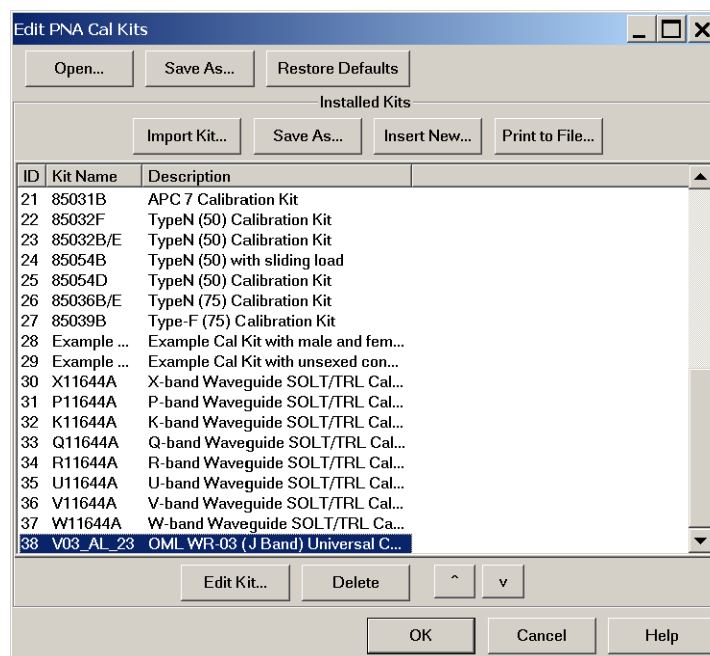 Edit PNA Cal Kits
Open... Save As... Restore Defaults
Installed Kits
Import Kit... Save As... Insert New... Print to File...
ID Kit Name Description
21 85031B APC 7 Calibration Kit
22 85032F TypeN (50) Calibration Kit
23 85032B/E TypeN (50) Calibration Kit
24 85054B TypeN (50) with sliding load
25 85054D TypeN (50) Calibration Kit
26 85036B/E TypeN (75) Calibration Kit
27 85039B Type-F (75) Calibration Kit
28 Example ... Example Cal Kit with male and fem...
29 Example ... Example Cal Kit with unsexed con...
30 X11644A X-band Waveguide SOLT/TRL Cal...
31 P11644A P-band Waveguide SOLT/TRL Cal...
32 K11644A K-band Waveguide SOLT/TRL Cal...
33 Q11644A Q-band Waveguide SOLT/TRL Cal...
34 R11644A R-band Waveguide SOLT/TRL Cal...
35 U11644A U-band Waveguide SOLT/TRL Cal...
36 V11644A V-band Waveguide SOLT/TRL Cal...
37 W11644A W-band Waveguide SOLT/TRL Ca...
38 V03_AL_23 OML WR-03 (J Band) Universal C...
Edit Kit... Delete ^ v
OK Cancel Help